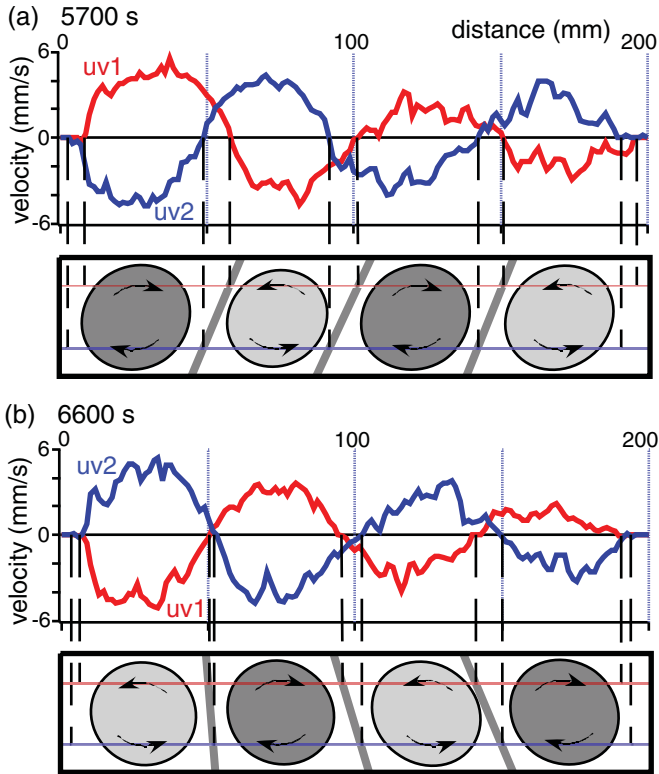 (a) 5700 s
0 100 distance (mm) 200
6
uv1
velocity (mm/s)
0
uv2
-6
(b) 6600 s
0 100 200
6
uv2
velocity (mm/s)
0
uv1
-6